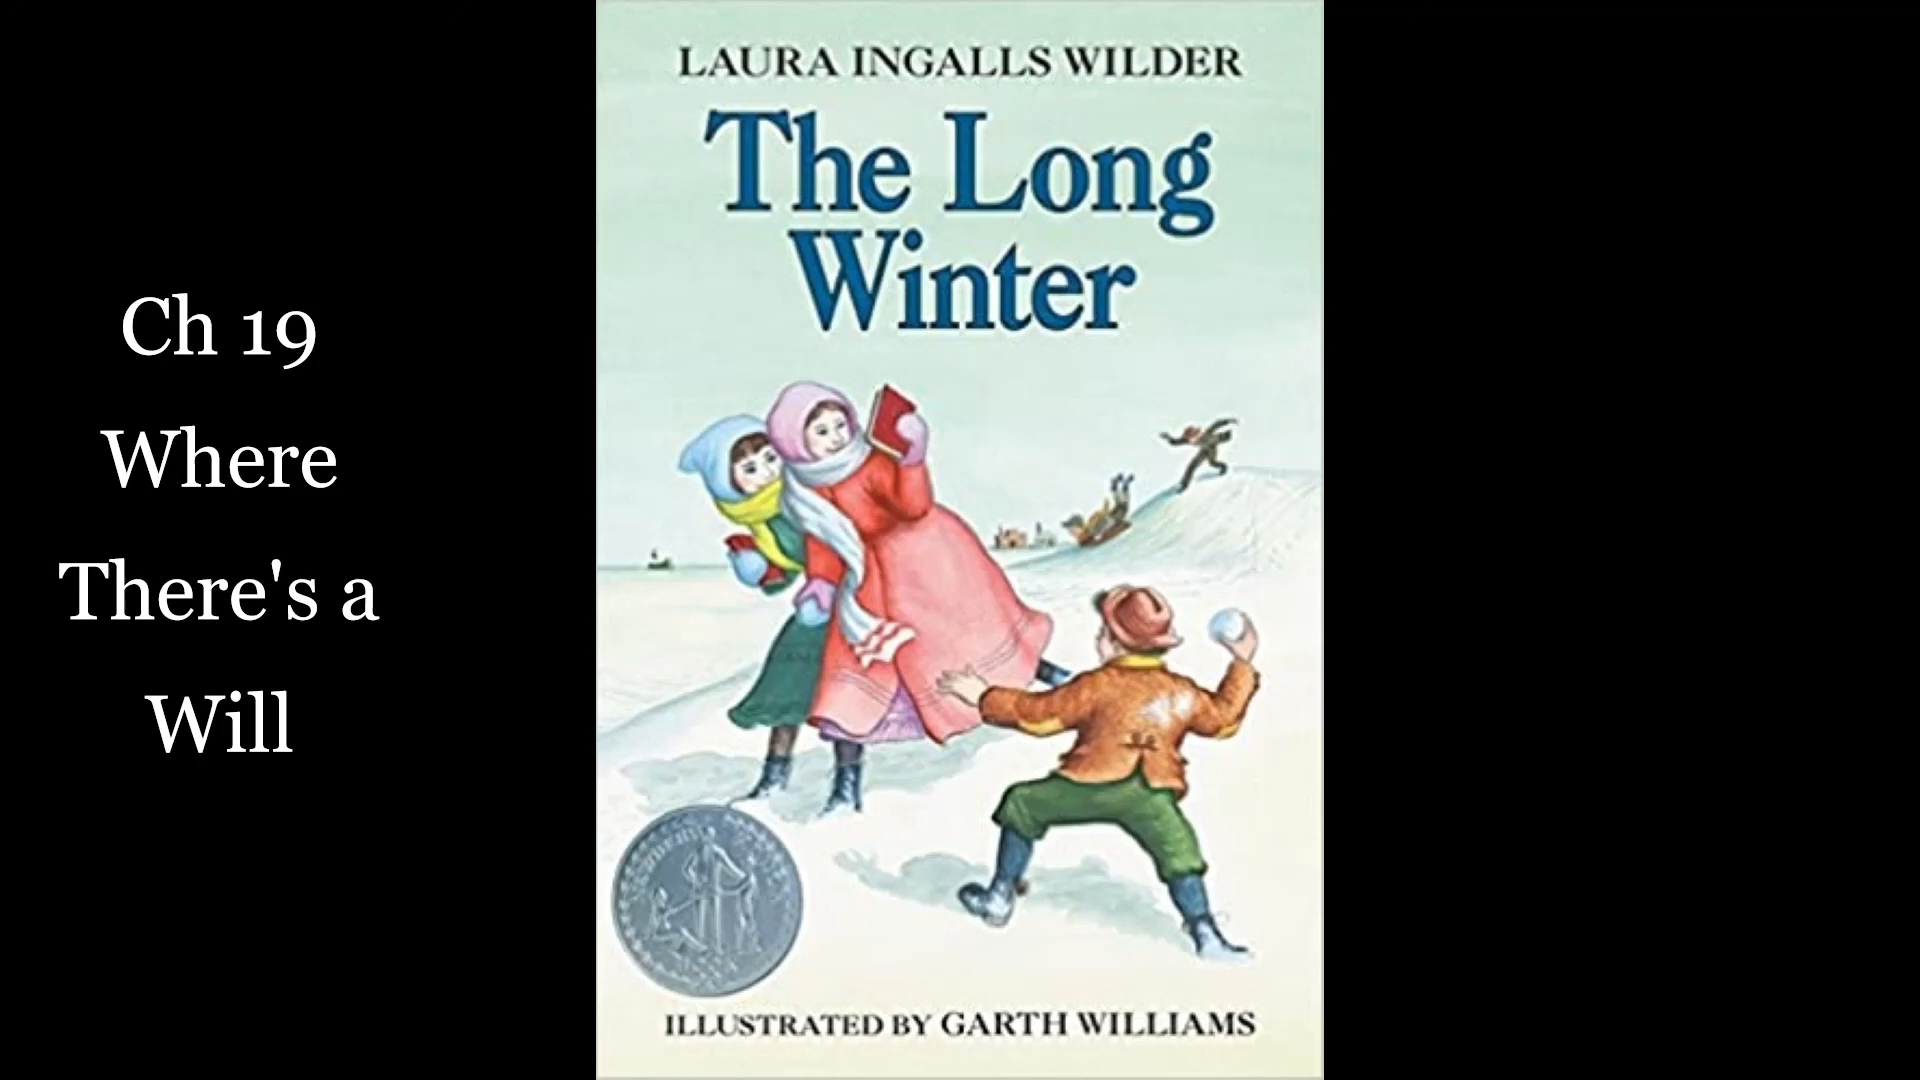 Ch 19
Where
There's a
Will
LAURA INGALLS WILDER
The Long
Winter
ILLUSTRATED BY GARTH WILLIAMS